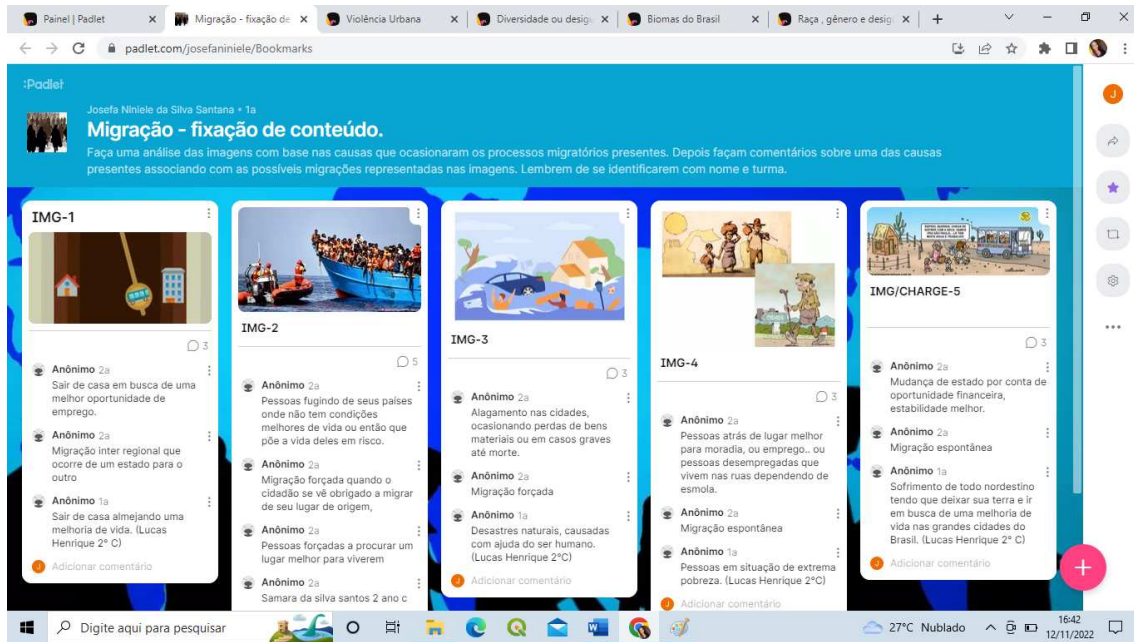 Painel | Padlet
Migração - fixação de
Violência Urbana
Diversidade ou desigu
Biomas do Brasil
Raça , gênero e desig
padlet.com/josefaniniele/Bookmarks
:Padlet
Josefa Niniele da Silva Santana • 1a
Migração - fixação de conteúdo.
Faça uma análise das imagens com base nas causas que ocasionaram os processos migratórios presentes. Depois façam comentários sobre uma das causas
presentes associando com as possíveis migrações representadas nas imagens. Lembrem de se identificarem com nome e turma.
J
IMG-1
3
Anônimo 2a
Sair de casa em busca de uma
melhor oportunidade de
emprego.
Anônimo 2a
Migração inter regional que
ocorre de um estado para o
outro
Anônimo 1a
Sair de casa almejando uma
melhoria de vida. (Lucas
Henrique 2° C)
J Adicionar comentário
IMG-2
5
Anônimo 2a
Pessoas fugindo de seus países
onde não tem condições
melhores de vida ou então que
põe a vida deles em risco.
Anônimo 2a
Migração forçada quando o
cidadão se vê obrigado a migrar
de seu lugar de origem,
Anônimo 2a
Pessoas forçadas a procurar um
lugar melhor para viverem
Anônimo 2a
Samara da silva santos 2 ano c
IMG-3
3
Anônimo 2a
Alagamento nas cidades,
ocasionando perdas de bens
materiais ou em casos graves
até morte.
Anônimo 2a
Migração forçada
Anônimo 1a
Desastres naturais, causadas
com ajuda do ser humano.
(Lucas Henrique 2°C)
J Adicionar comentário
IMG-4
3
Anônimo 2a
Pessoas atrás de lugar melhor
para moradia, ou emprego.. ou
pessoas desempregadas que
vivem nas ruas dependendo de
esmola.
Anônimo 2a
Migração espontânea
Anônimo 1a
Pessoas em situação de extrema
pobreza. (Lucas Henrique 2°C)
J Adicionar comentário
IMG/CHARGE-5
3
Anônimo 2a
Mudança de estado por conta de
oportunidade financeira,
estabilidade melhor.
Anônimo 2a
Migração espontânea
Anônimo 1a
Sofrimento de todo nordestino
tendo que deixar sua terra e ir
em busca de uma melhoria de
vida nas grandes cidades do
Brasil. (Lucas Henrique 2° C)
J Adicionar comentário
Digite aqui para pesquisar
27°C Nublado
16:42
12/11/2022